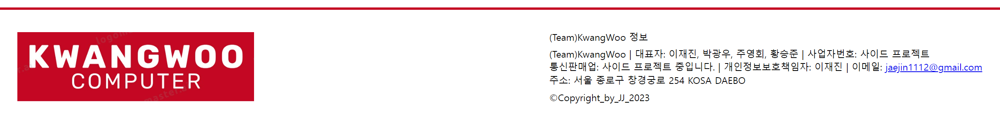 KWANGWOO
COMPUTER
(Team)KwangWoo 정보
(Team)KwangWoo | 대표자: 이재진, 박광우, 주영회, 황승준 | 사업자번호: 사이드 프로젝트
통신판매업: 사이드 프로젝트 중입니다. | 개인정보보호책임자: 이재진 | 이메일: jaejin1112@gmail.com
주소: 서울 종로구 창경궁로 254 KOSA DAEBO
©Copyright_by_JJ_2023